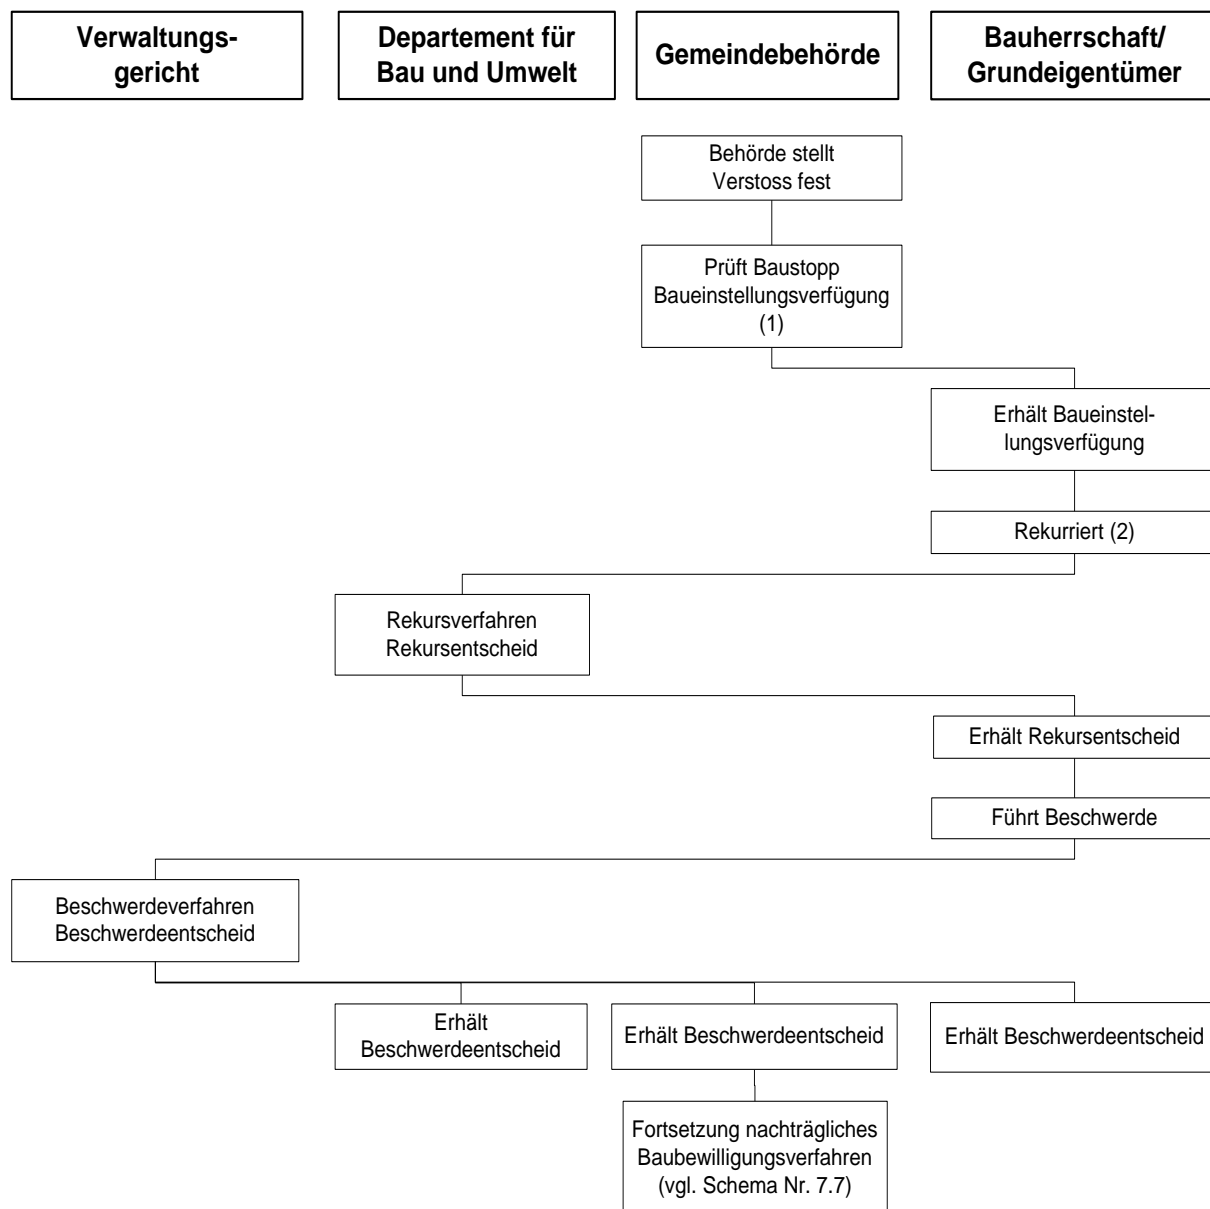 Verwaltungs-
gericht
Departement für
Bau und Umwelt
Gemeindebehörde
Bauherrschaft/
Grundeigentümer
Behörde stellt
Verstoss fest
Prüft Baustopp
Baueinstellungsverfügung
(1)
Erhält Baueinstel-
lungsverfügung
Rekurriert (2)
Rekursverfahren
Rekursentscheid
Erhält Rekursentscheid
Führt Beschwerde
Beschwerdeverfahren
Beschwerdeentscheid
Erhält
Beschwerdeentscheid
Erhält Beschwerdeentscheid
Erhält Beschwerdeentscheid
Fortsetzung nachträgliches
Baubewilligungsverfahren
(vgl. Schema Nr. 7.7)